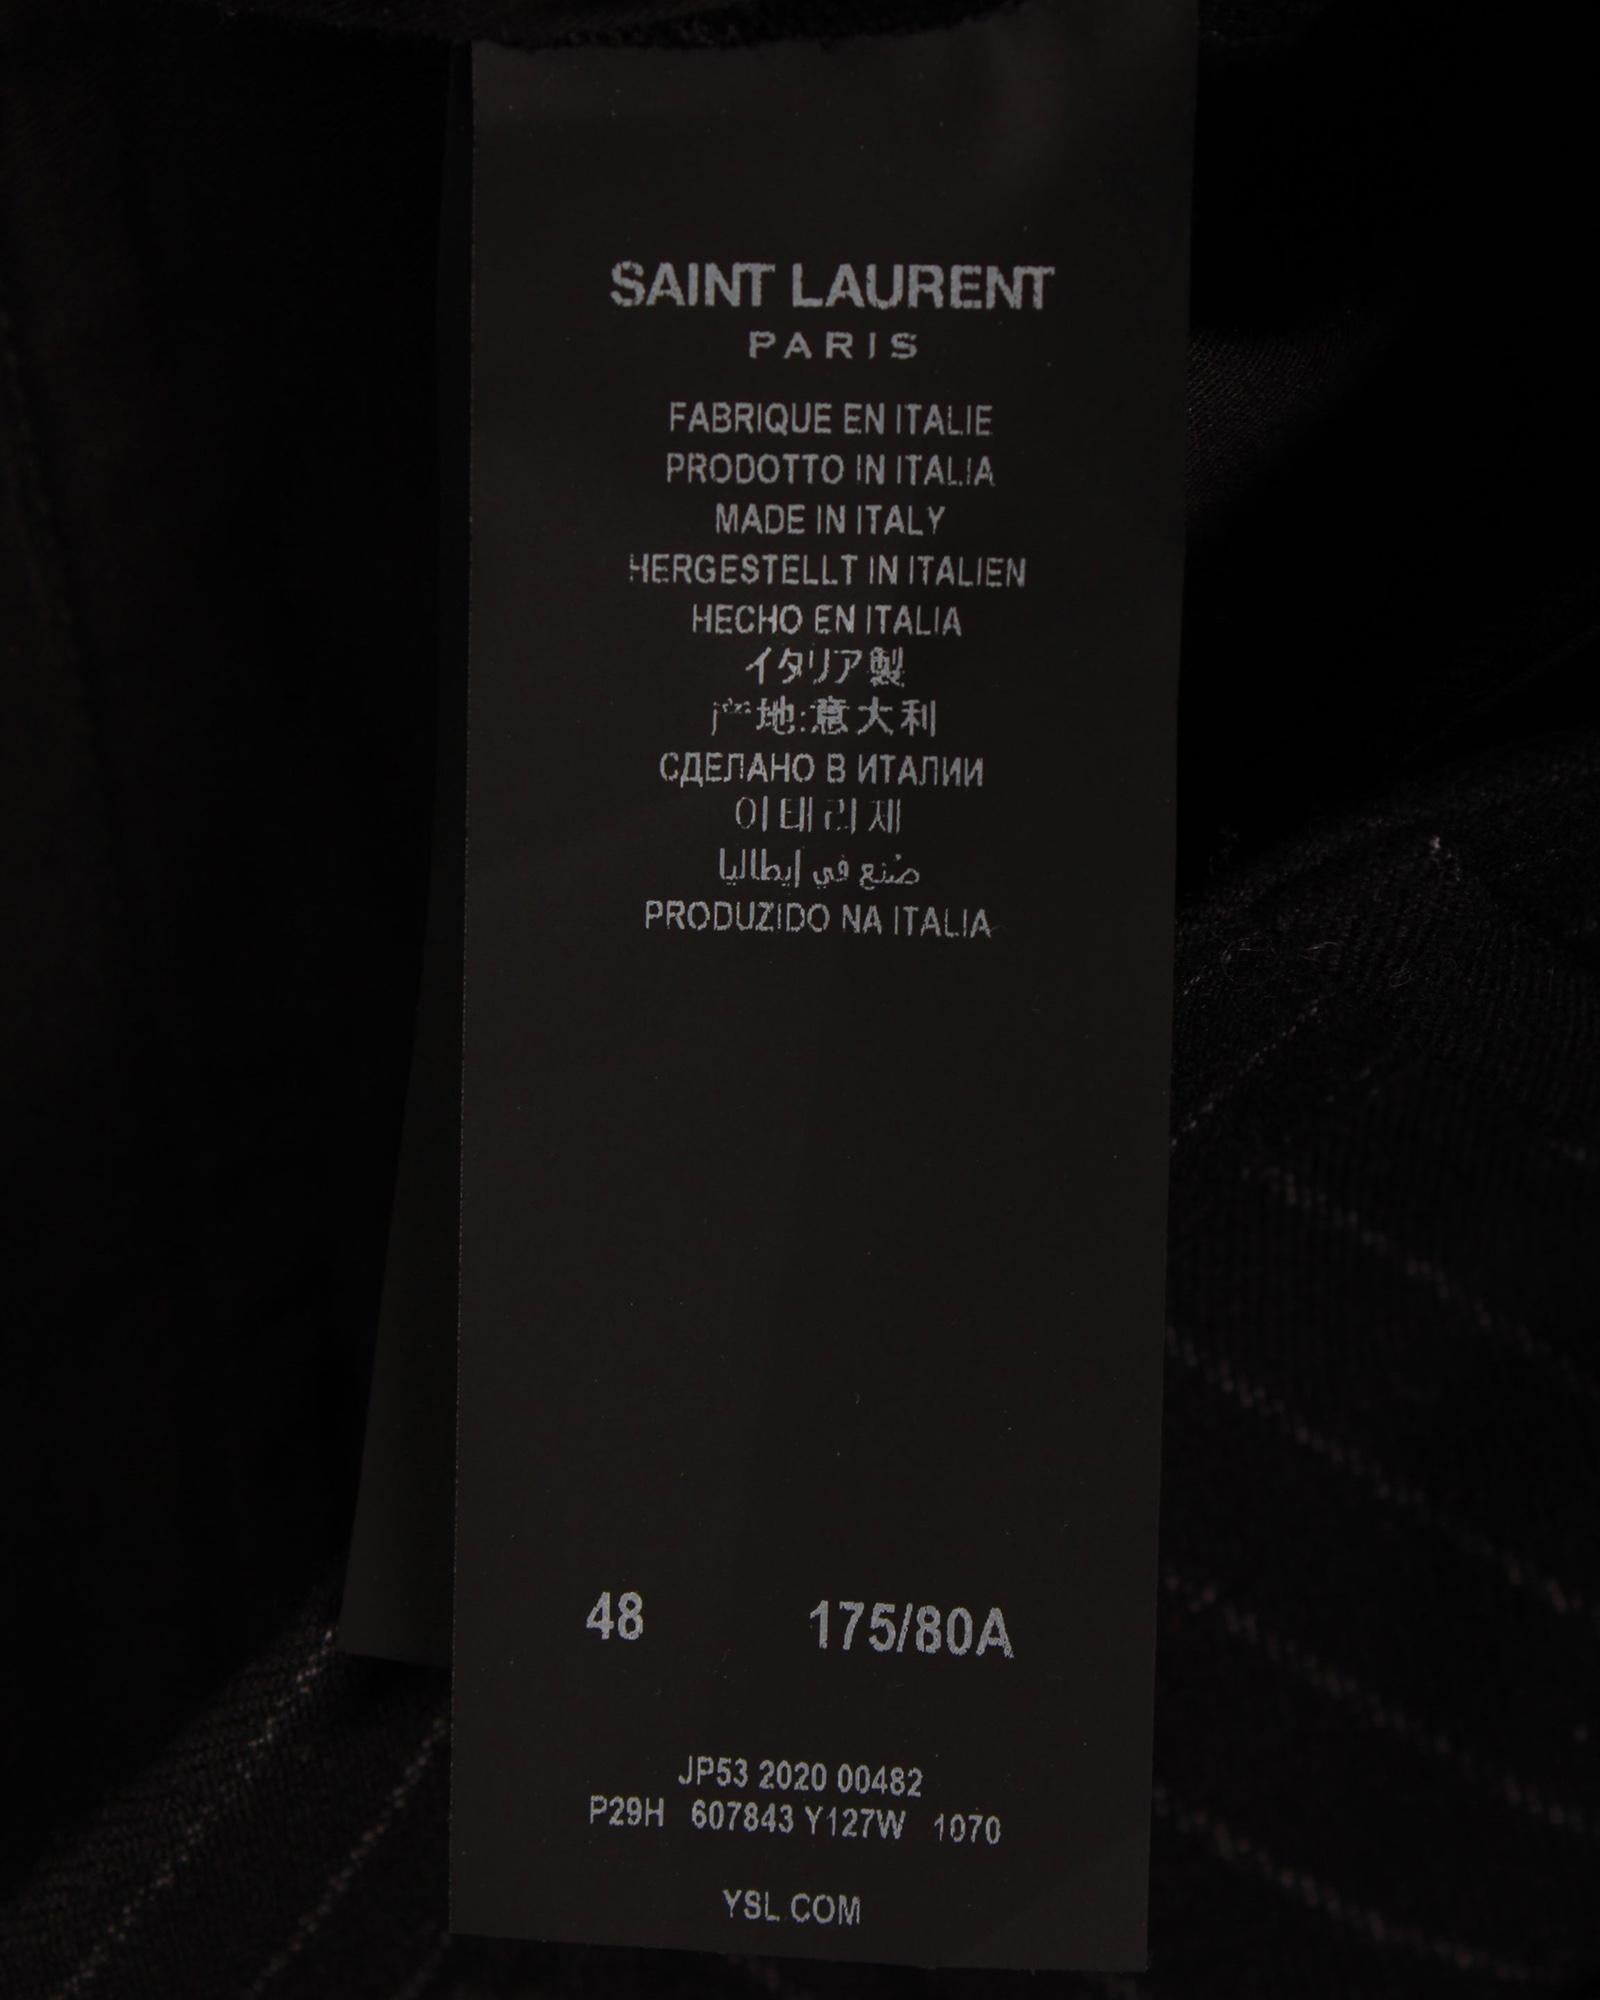 SAINT LAURENT
PARIS
FABRIQUE EN ITALIE
PRODOTTO IN ITALIA
MADE IN ITALY
HERGESTELLT IN ITALIEN
HECHO EN ITALIA
イタリア製
产地:意大利
СДЕЛАНО В ИТАЛИИ
이태리제
صُنع في إيطاليا
PRODUZIDO NA ITALIA
48 175/80A
JP53 2020 00482
P29H 607843 Y127W 1070
YSL.COM